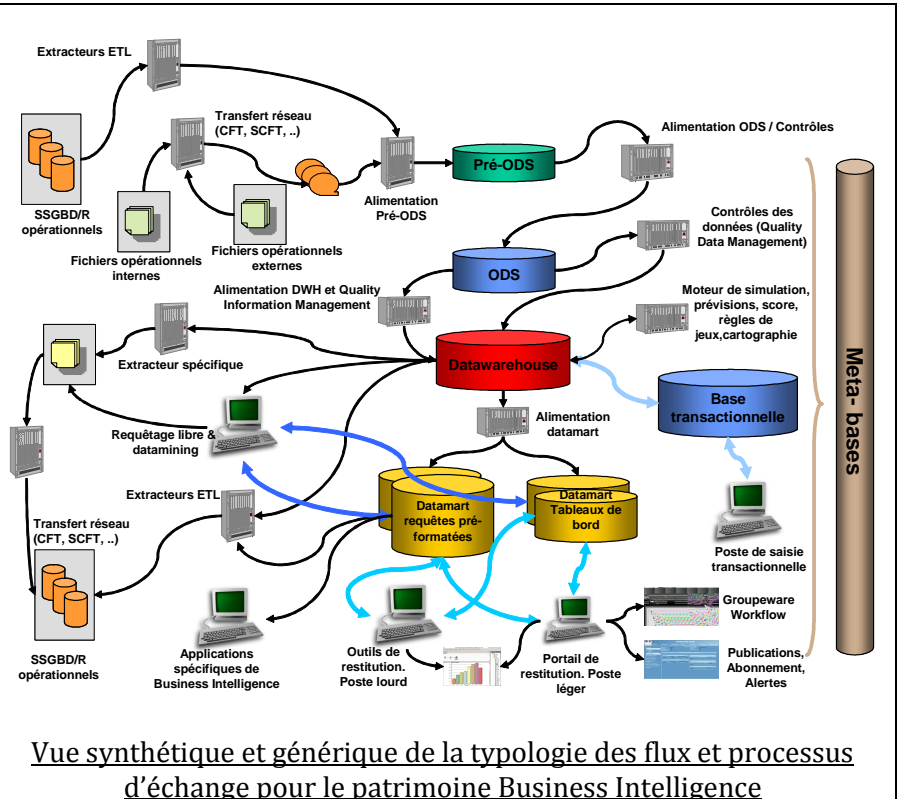 Extracteurs ETL
Transfert réseau
(CFT, SCFT, ..)
Alimentation ODS / Contrôles
Pré-ODS
Alimentation
Pré-ODS
SSGBD/R
opérationnels
Fichiers opérationnels
internes
Fichiers opérationnels
externes
Contrôles des
données (Quality
Data Management)
ODS
Alimentation DWH et Quality
Information Management
Moteur de simulation,
prévisions, score,
règles de
jeux,cartographie
Extracteur spécifique
Datawarehouse
Base
transactionnelle
Meta- bases
Alimentation
datamart
Requêtage libre &
datamining
Extracteurs ETL
Datamart
requêtes pré-
formatées
Datamart
Tableaux de
bord
Transfert réseau
(CFT, SCFT, ..)
Poste de saisie
transactionnelle
Groupeware
Workflow
SSGBD/R
opérationnels
Applications
spécifiques de
Business Intelligence
Outils de
restitution.
Poste lourd
Portail de
restitution. Poste
léger
Publications,
Abonnement,
Alertes
Vue synthétique et générique de la typologie des flux et processus
d’échange pour le patrimoine Business Intelligence